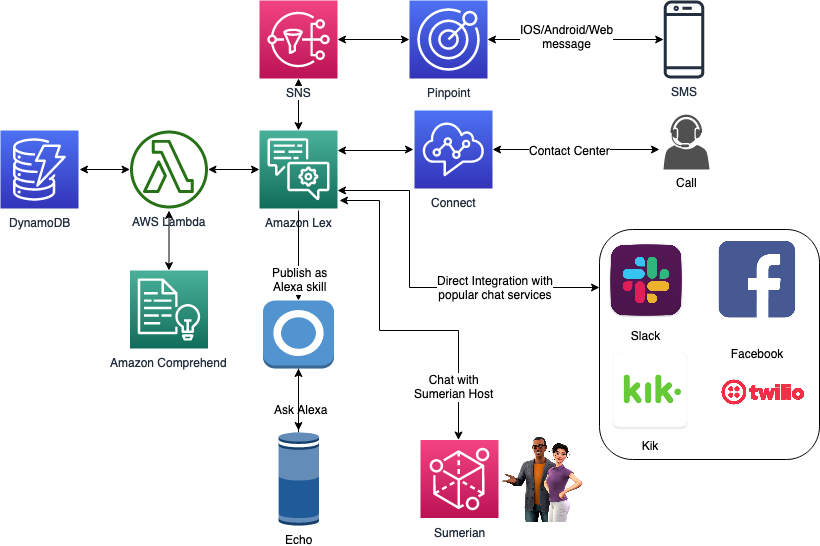 IOS/Android/Web
message
SNS
Pinpoint
SMS
Contact Center
DynamoDB
AWS Lambda
Amazon Lex
Connect
Call
Publish as
Alexa skill
Direct Integration with
popular chat services
Slack
Facebook
Amazon Comprehend
Chat with
Sumerian Host
kik.
twilio
Ask Alexa
Kik
Echo
Sumerian